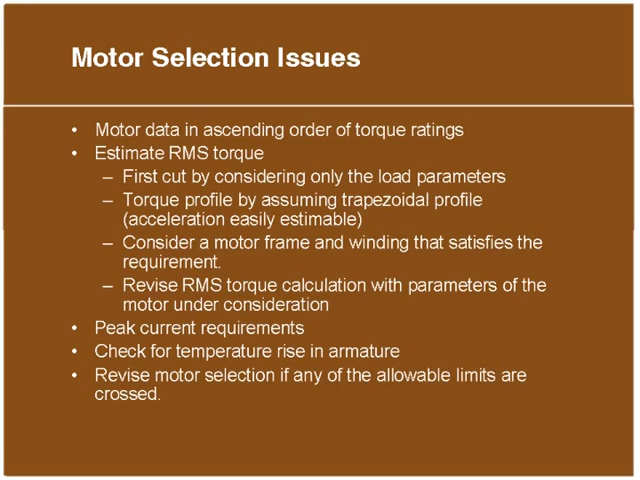 Motor Selection Issues
• Motor data in ascending order of torque ratings
• Estimate RMS torque
– First cut by considering only the load parameters
– Torque profile by assuming trapezoidal profile
(acceleration easily estimable)
– Consider a motor frame and winding that satisfies the
requirement.
– Revise RMS torque calculation with parameters of the
motor under consideration
• Peak current requirements
• Check for temperature rise in armature
• Revise motor selection if any of the allowable limits are
crossed.